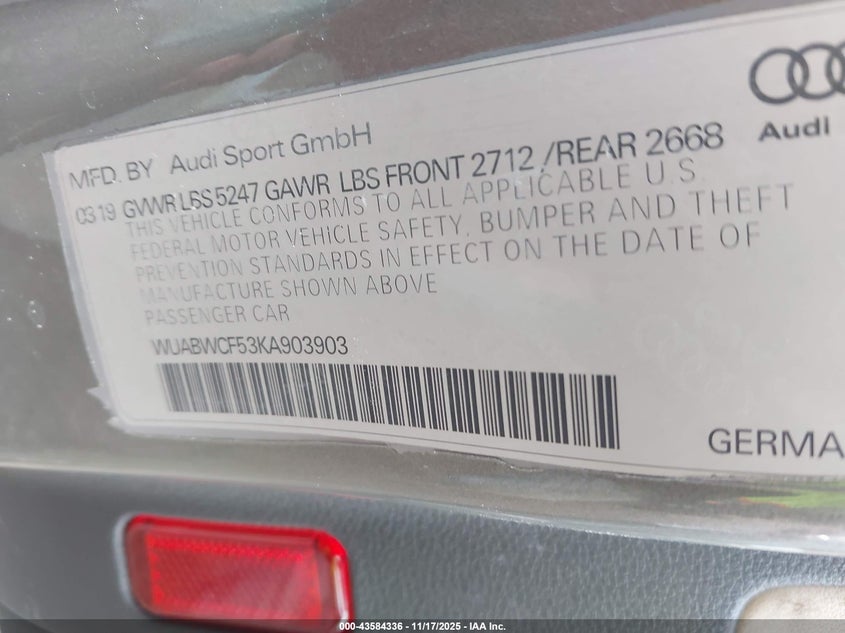 Audi
MFD. BY Audi Sport GmbH
03 19 GVWR LBS 5247 GAWR LBS FRONT 2712 /REAR 2668
THIS VEHICLE CONFORMS TO ALL APPLICABLE U.S.
FEDERAL MOTOR VEHICLE SAFETY, BUMPER AND THEFT
PREVENTION STANDARDS IN EFFECT ON THE DATE OF
MANUFACTURE SHOWN ABOVE
PASSENGER CAR
WUABWCF53KA903903
GERMA
000-43584336 - 11/17/2025 - IAA Inc.